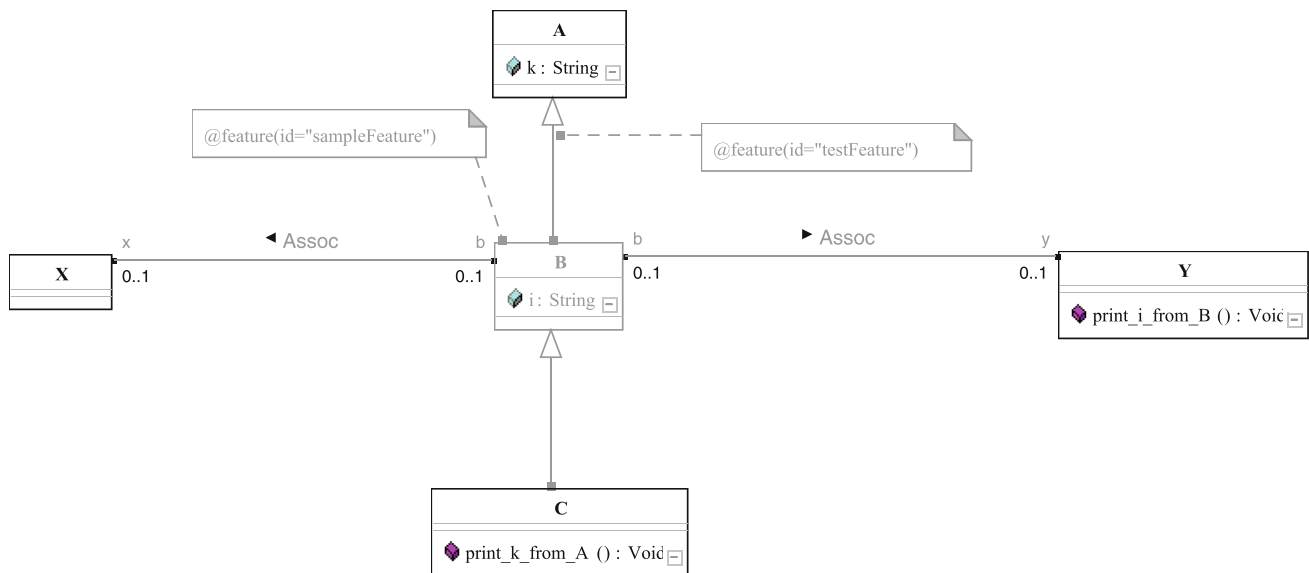 A
k : String
@feature(id="sampleFeature")
@feature(id="testFeature")
x
Assoc
b
b
Assoc
y
X
0..1
0..1
B
0..1
0..1
Y
i : String
print_i_from_B () : Void
C
print_k_from_A () : Void